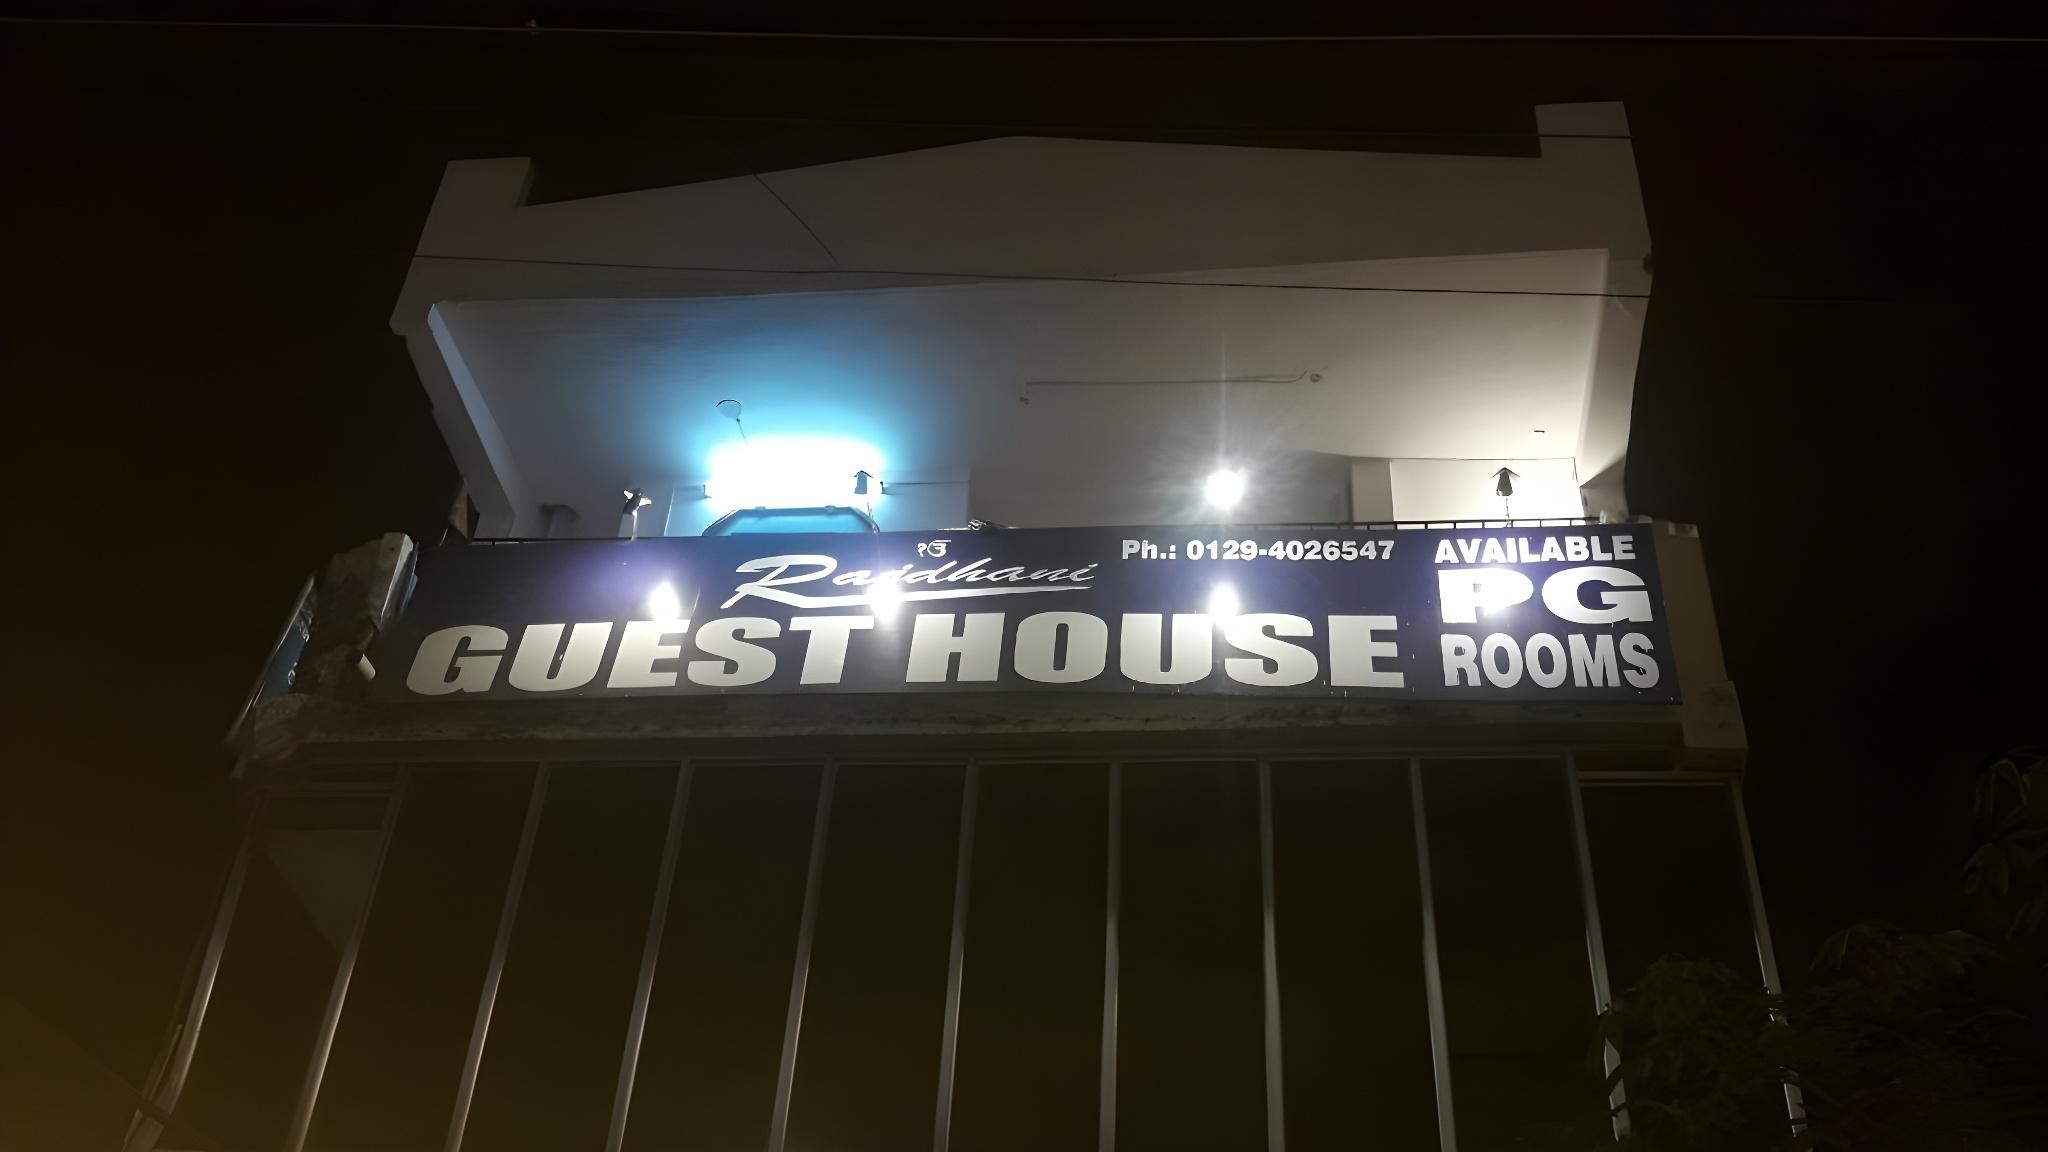 ੴ
Rajdhani
Ph.: 0129-4026547
GUEST HOUSE
AVAILABLE
PG
ROOMS